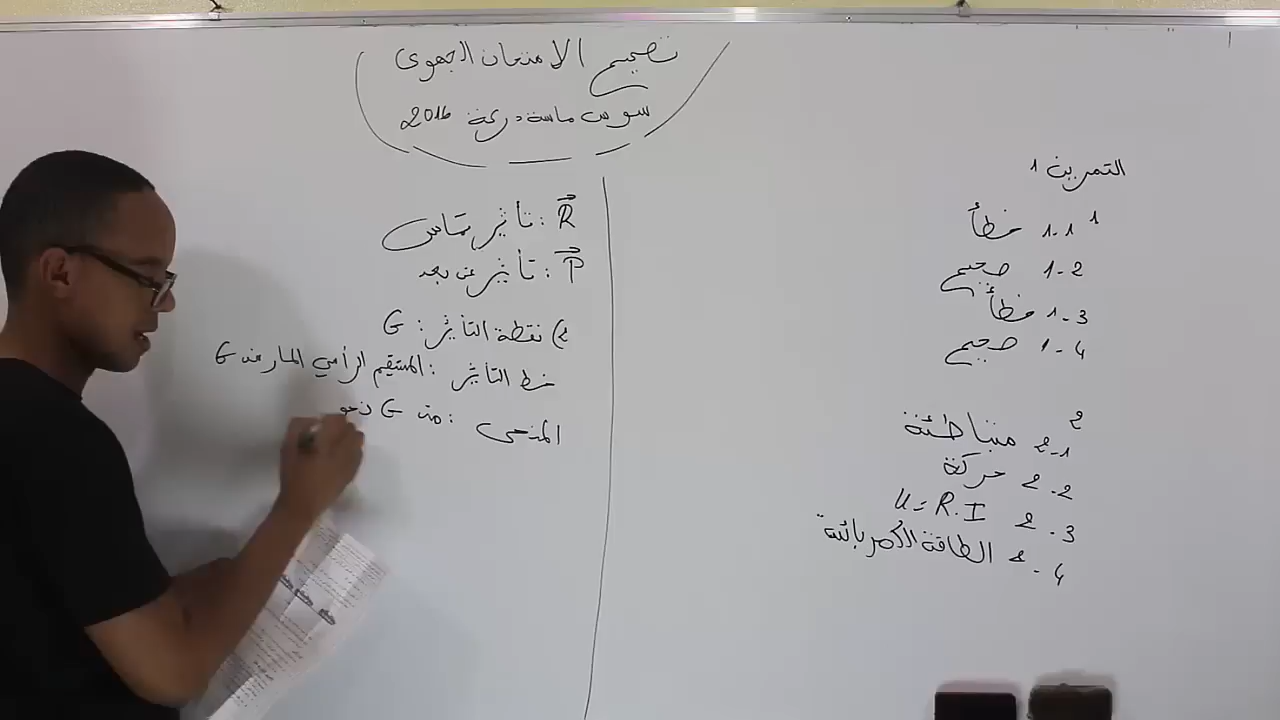 تصحيح الامتحان الجهوي
سوس ماسة درعة 2016
التمرين 1
1
1-1 خطأ
1-2 صحيح
1-3 خطأ
1-4 صحيح
2
2-1 متباطئة
2-2 حركة
2-3 U=R.I
2-4 الطاقة الكهربائية
R : تأثير تماس
P : تأثير عن بعد
2) نقطة التأثير : G
خط التأثير : المستقيم الرأسي المار من G
المنحى : من G نحو